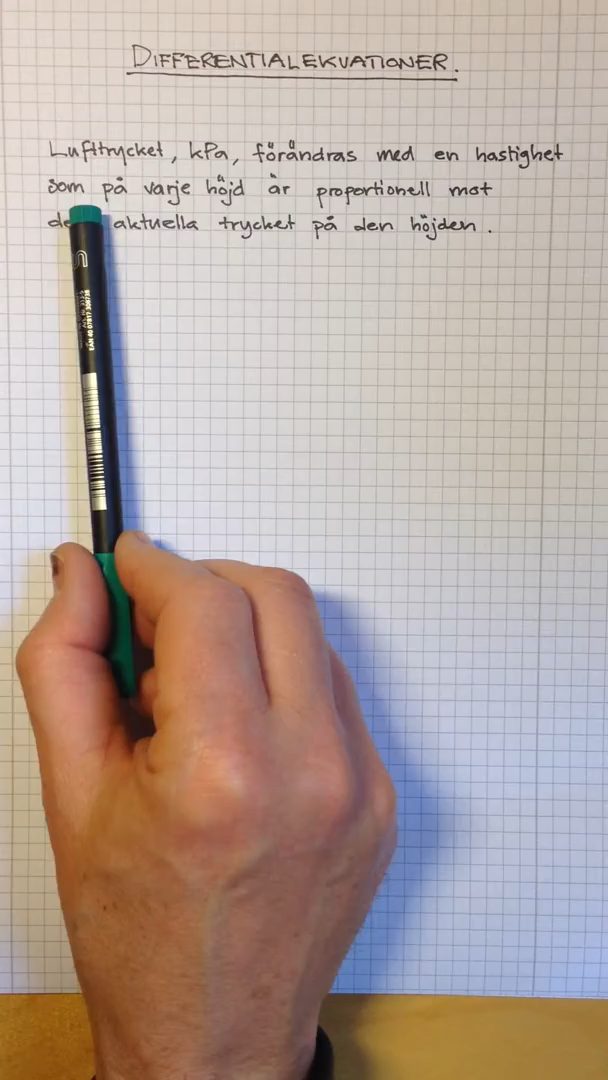 DIFFERENTIALEKVATIONER.
Lufttrycket, kPa, förändras med en hastighet
som på varje höjd är proportionell mot
aktuella trycket på den höjden.